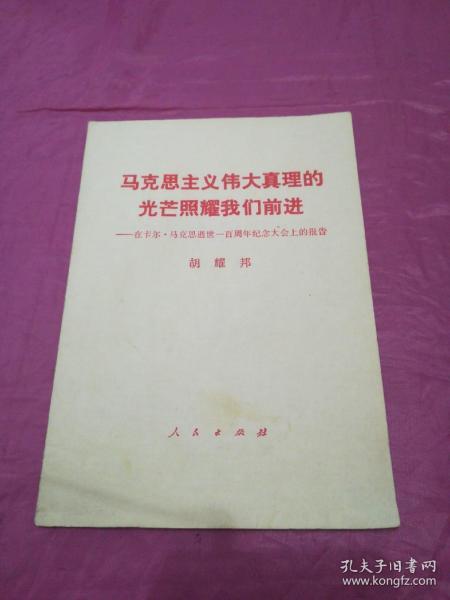 马克思主义伟大真理的
光芒照耀我们前进
——在卡尔·马克思逝世一百周年纪念大会上的报告
胡耀邦
人民出版社
孔夫子旧书网
www.kongfz.com